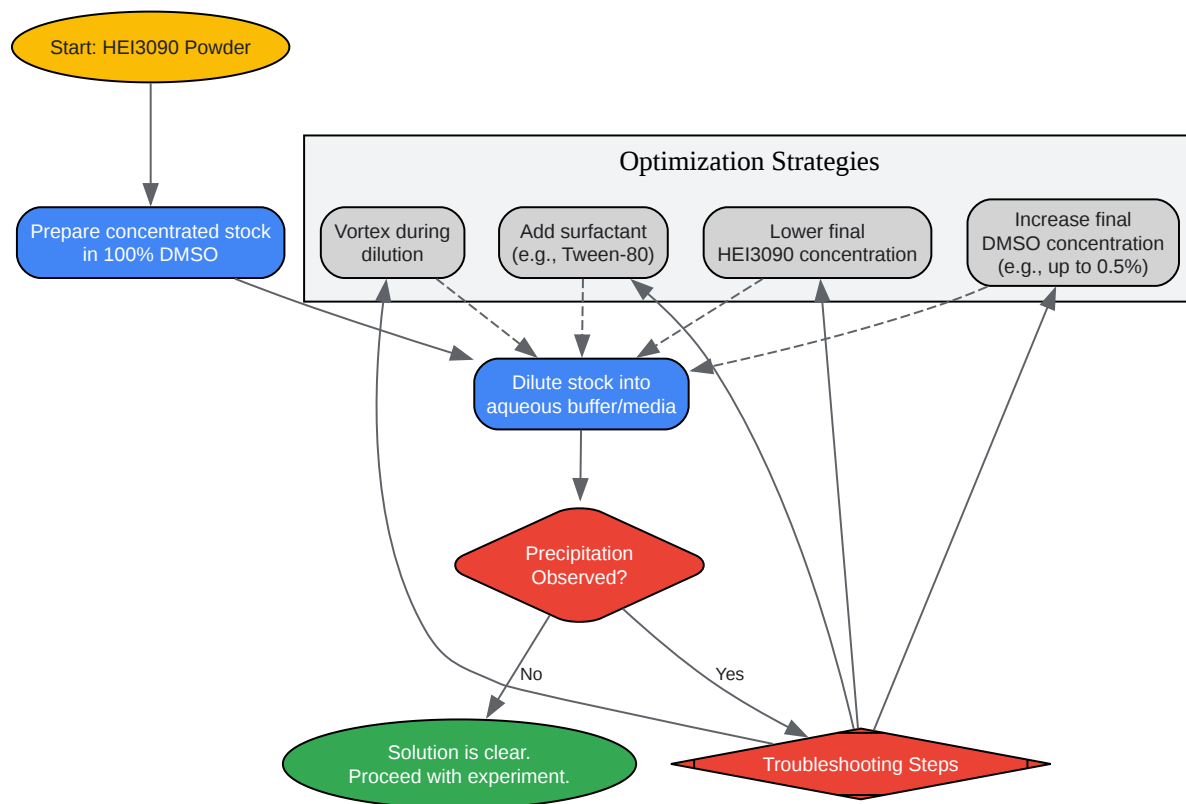 Start: HEI3090 Powder
Optimization Strategies
Prepare concentrated stock
in 100% DMSO
Vortex during
dilution
Add surfactant
(e.g., Tween-80)
Lower final
HEI3090 concentration
Increase final
DMSO concentration
(e.g., up to 0.5%)
Dilute stock into
aqueous buffer/media
Precipitation
Observed?
No
Yes
Solution is clear.
Proceed with experiment.
Troubleshooting Steps